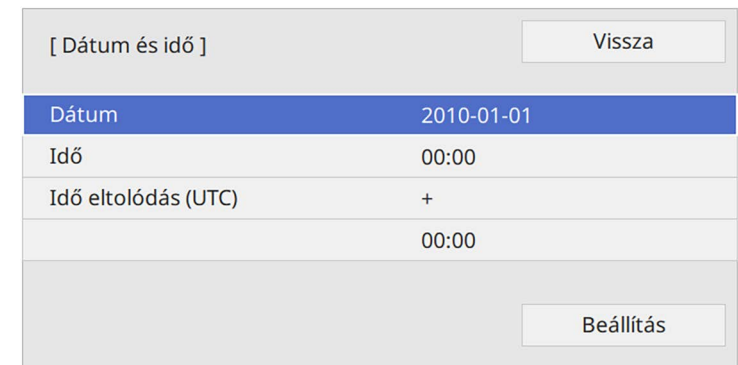 [ Dátum és idő ] Vissza
Dátum 2010-01-01
Idő 00:00
Idő eltolódás (UTC) +
00:00
Beállítás